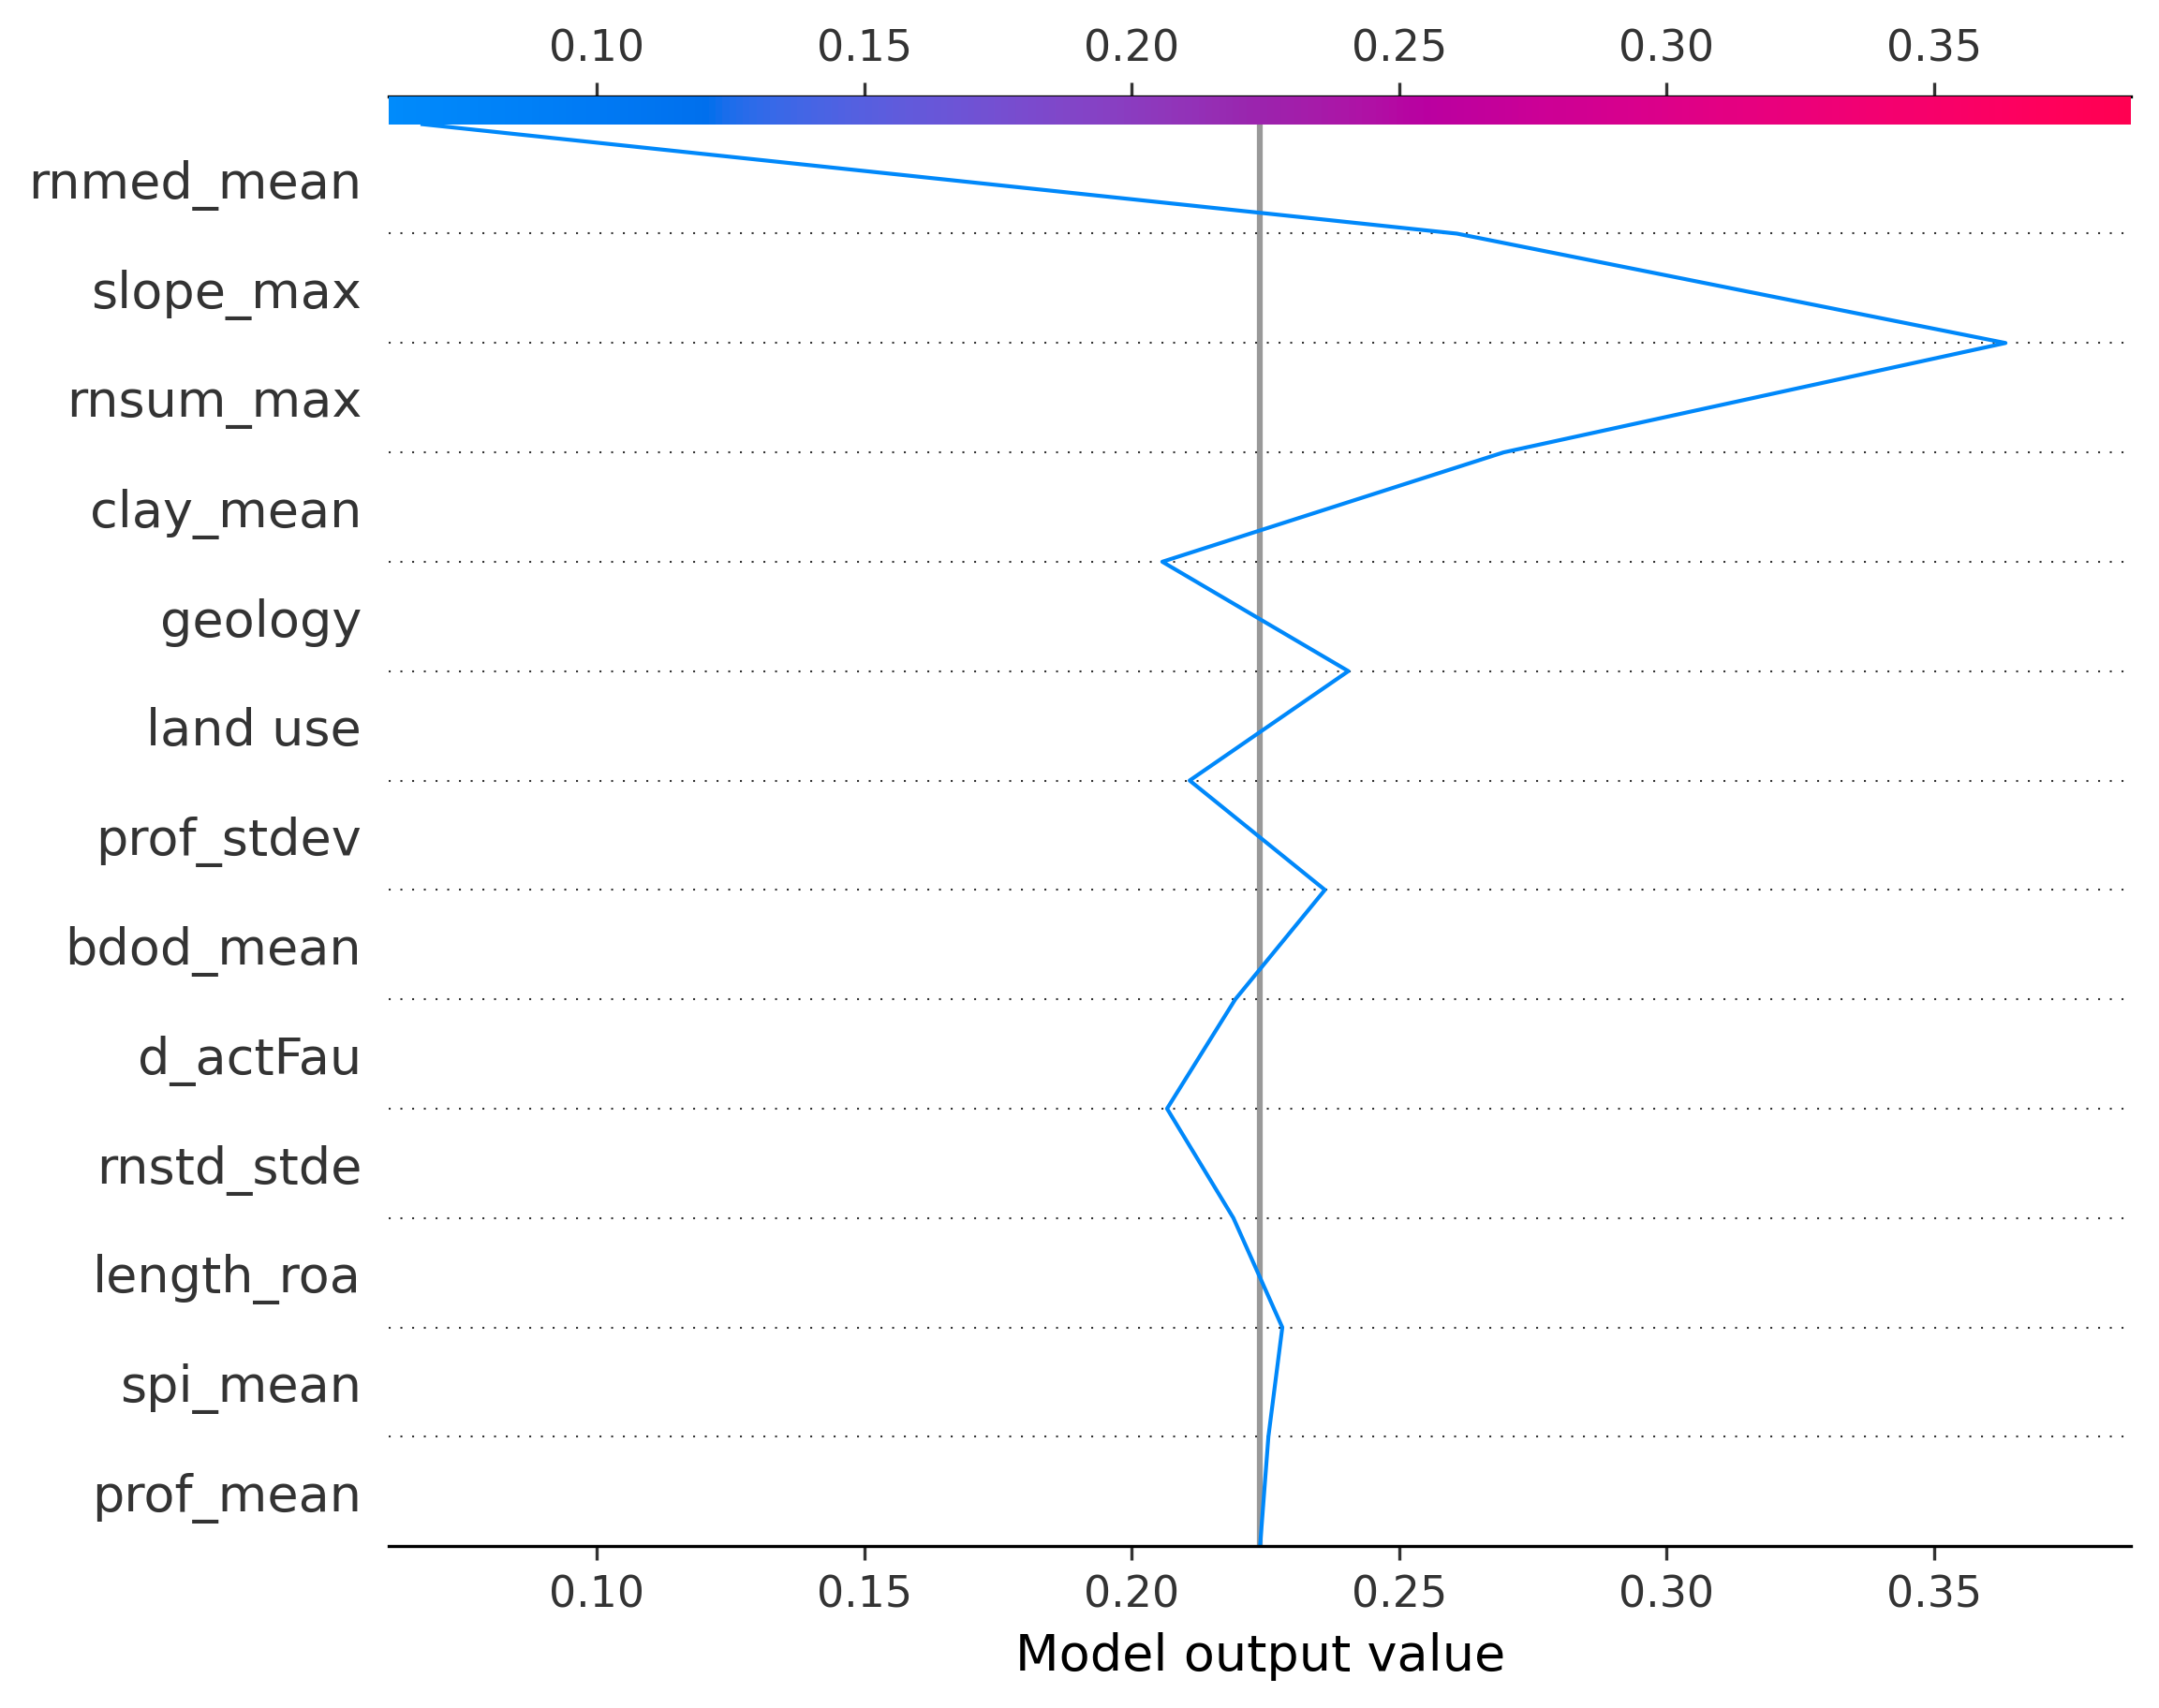 0.10 0.15 0.20 0.25 0.30 0.35
rnmed_mean
slope_max
rnsum_max
clay_mean
geology
land use
prof_stdev
bdod_mean
d_actFau
rnstd_stde
length_roa
spi_mean
prof_mean
0.10 0.15 0.20 0.25 0.30 0.35
Model output value